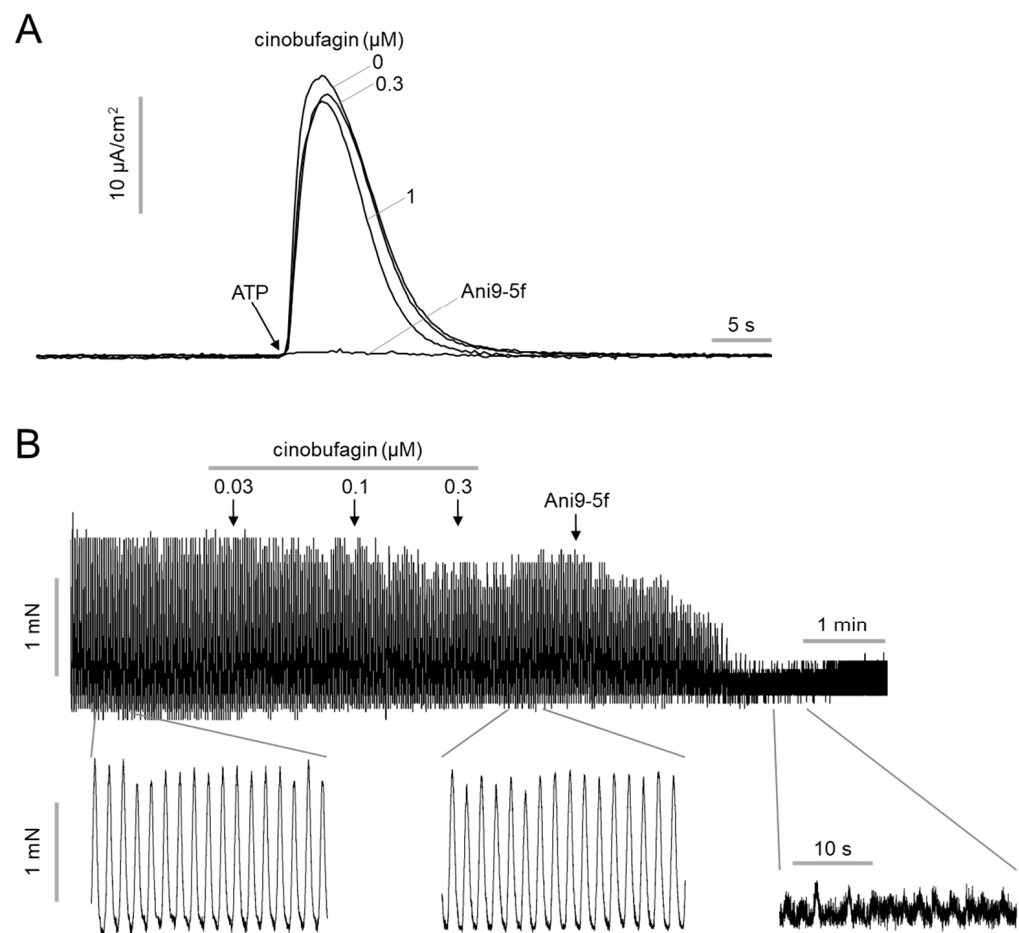 A
cinobufagin (µM)
0
0.3
10 µA/cm²
1
ATP
Ani9-5f
5 s
B
cinobufagin (µM)
0.03
0.1
0.3
Ani9-5f
1 mN
1 min
1 mN
10 s